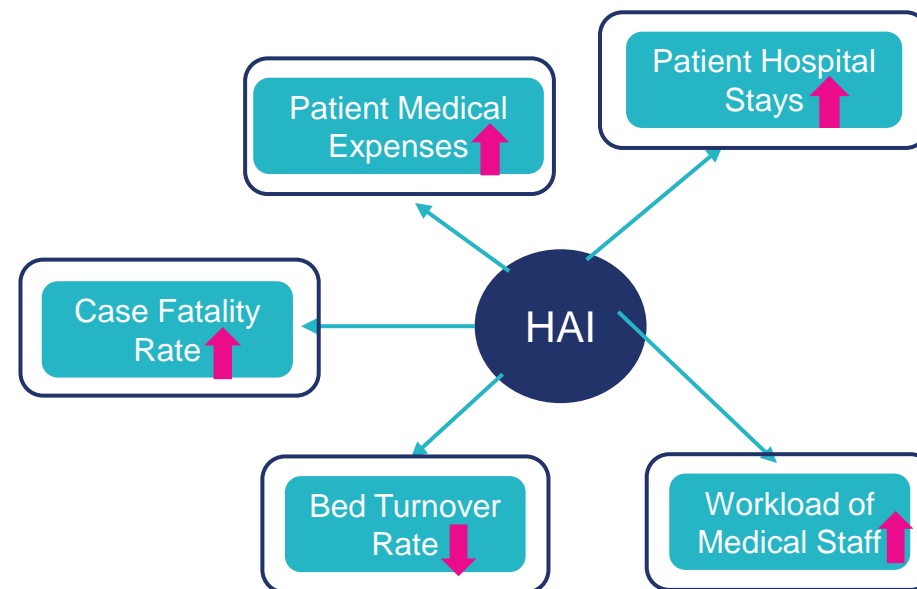 Patient Hospital
Stays
Patient Medical
Expenses
Case Fatality
Rate
HAI
Bed Turnover
Rate
Workload of
Medical Staff